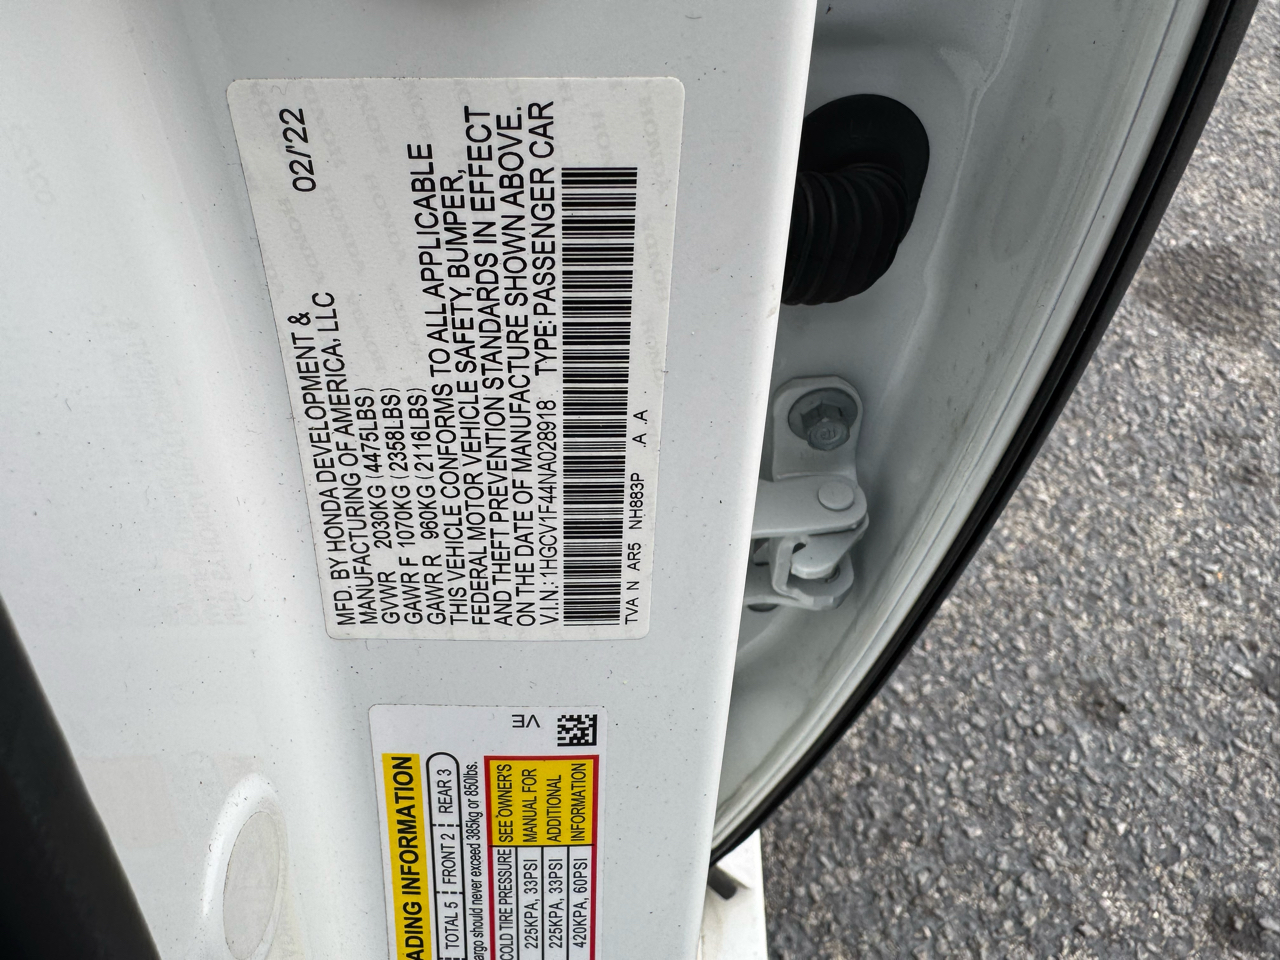 02/'22
MFD. BY HONDA DEVELOPMENT &
MANUFACTURING OF AMERICA, LLC
GVWR 2030KG (4475LBS)
GAWR F 1070KG (2358LBS)
GAWR R 960KG (2116LBS)
THIS VEHICLE CONFORMS TO ALL APPLICABLE
FEDERAL MOTOR VEHICLE SAFETY, BUMPER,
AND THEFT PREVENTION STANDARDS IN EFFECT
ON THE DATE OF MANUFACTURE SHOWN ABOVE.
V.I.N.: 1HGCV1F44NA028918 TYPE: PASSENGER CAR
TVA N AR5 NH883P .A .A
VE
ADING INFORMATION
TOTAL 5 FRONT 2 REAR 3
argo should never exceed 385kg or 850lbs.
COLD TIRE PRESSURE SEE OWNER'S
225KPA, 33PSI MANUAL FOR
225KPA, 33PSI ADDITIONAL
420KPA, 60PSI INFORMATION